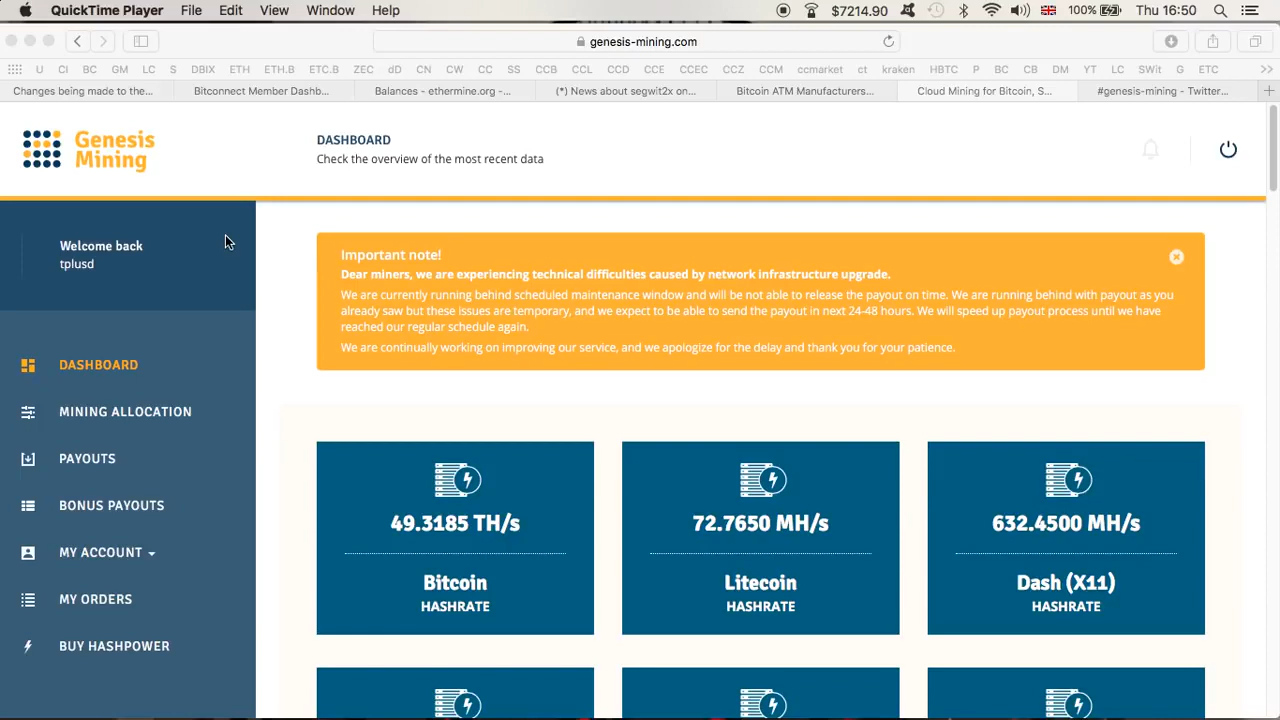 QuickTime Player File Edit View Window Help $7214.90 100% Thu 16:50
genesis-mining.com
U CI BC GM LC S DBIX ETH ETH.B ETC.B ZEC dD CN CW CC SS CCB CCL CCD CCE CCEC CCZ CCM ccmarket ct kraken HBTC P BC CB DM YT LC SWit G ETC >>
Changes being made to the... Bitconnect Member Dashb... Balances - ethermine.org -... (*) News about segwit2x on... Bitcoin ATM Manufacturers... Cloud Mining for Bitcoin, S... #genesis-mining - Twitter... +
Genesis
Mining
DASHBOARD
Check the overview of the most recent data
Welcome back
tplusd
Important note!
Dear miners, we are experiencing technical difficulties caused by network infrastructure upgrade.
We are currently running behind scheduled maintenance window and will be not able to release the payout on time. We are running behind with payout as you
already saw but these issues are temporary, and we expect to be able to send the payout in next 24-48 hours. We will speed up payout process until we have
reached our regular schedule again.
We are continually working on improving our service, and we apologize for the delay and thank you for your patience.
DASHBOARD
MINING ALLOCATION
PAYOUTS
BONUS PAYOUTS
MY ACCOUNT
MY ORDERS
BUY HASHPOWER
49.3185 TH/s
Bitcoin
HASHRATE
72.7650 MH/s
Litecoin
HASHRATE
632.4500 MH/s
Dash (X11)
HASHRATE